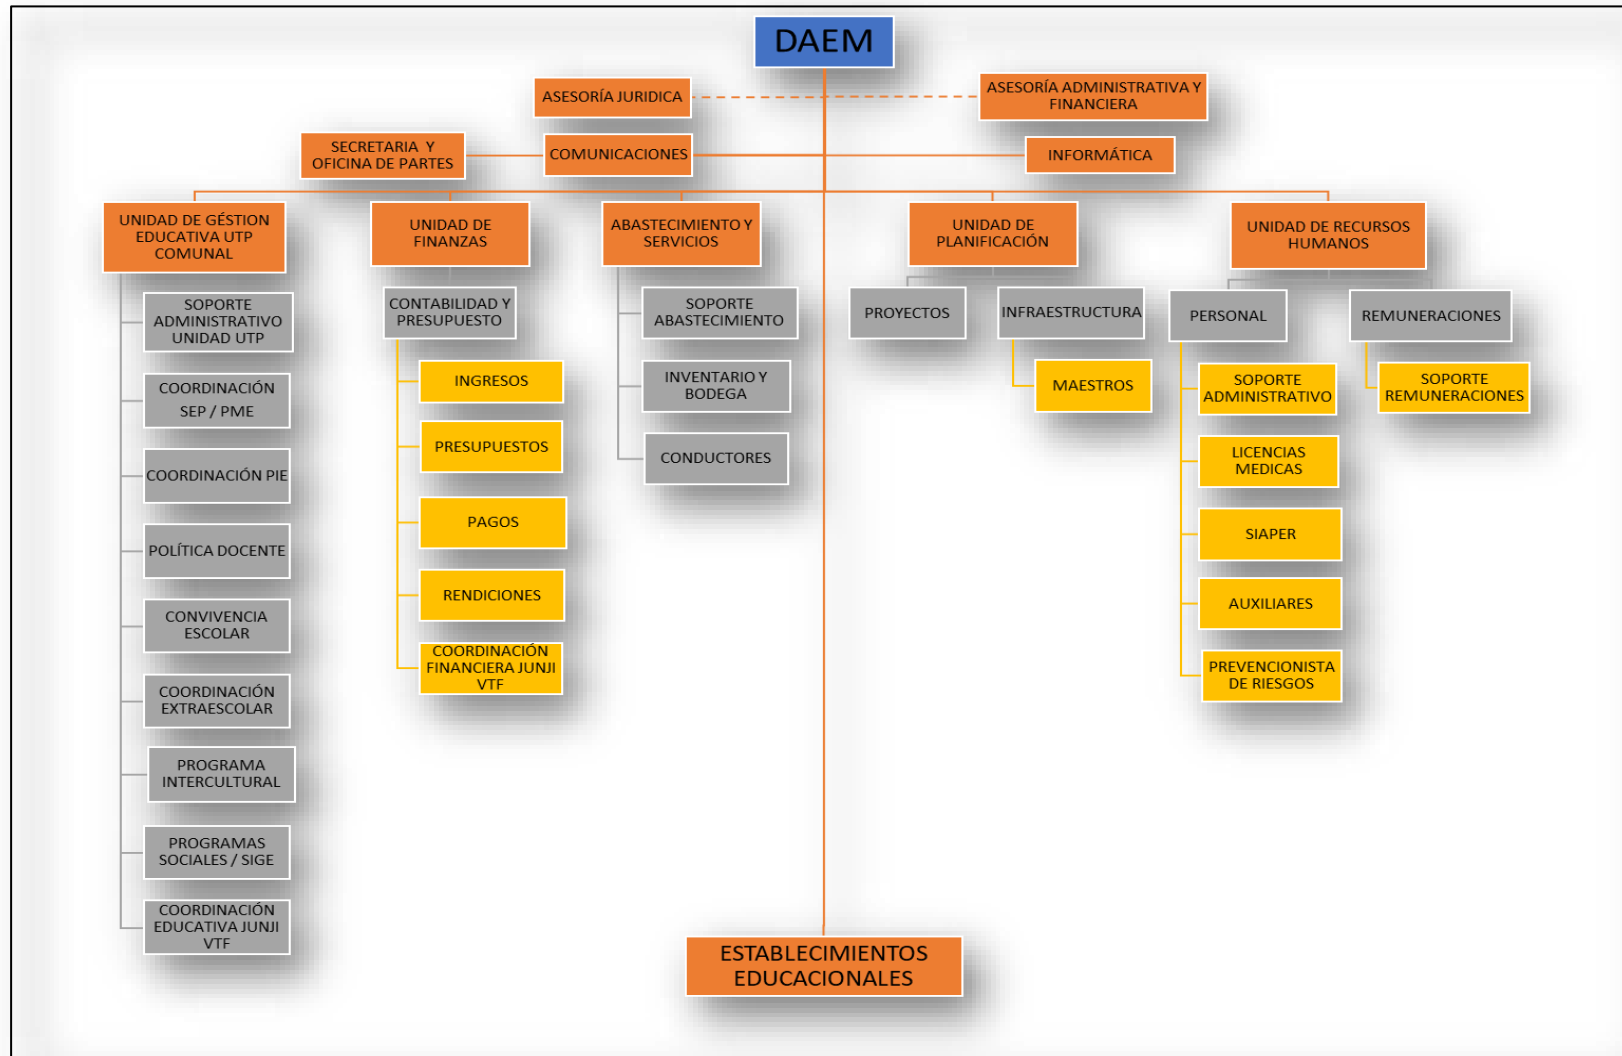 DAEM
ASESORÍA JURIDICA
ASESORÍA ADMINISTRATIVA Y
FINANCIERA
SECRETARIA Y
OFICINA DE PARTES
COMUNICACIONES
INFORMÁTICA
UNIDAD DE GÉSTION
EDUCATIVA UTP
COMUNAL
SOPORTE
ADMINISTRATIVO
UNIDAD UTP
COORDINACIÓN
SEP / PME
COORDINACIÓN PIE
POLÍTICA DOCENTE
CONVIVENCIA
ESCOLAR
COORDINACIÓN
EXTRAESCOLAR
PROGRAMA
INTERCULTURAL
PROGRAMAS
SOCIALES / SIGE
COORDINACIÓN
EDUCATIVA JUNJI
VTF
UNIDAD DE
FINANZAS
CONTABILIDAD Y
PRESUPUESTO
INGRESOS
PRESUPUESTOS
PAGOS
RENDICIONES
COORDINACIÓN
FINANCIERA JUNJI
VTF
ABASTECIMIENTO Y
SERVICIOS
SOPORTE
ABASTECIMIENTO
INVENTARIO Y
BODEGA
CONDUCTORES
UNIDAD DE
PLANIFICACIÓN
PROYECTOS
INFRAESTRUCTURA
MAESTROS
UNIDAD DE RECURSOS
HUMANOS
PERSONAL
SOPORTE
ADMINISTRATIVO
LICENCIAS
MEDICAS
SIAPER
AUXILIARES
PREVENCIONISTA
DE RIESGOS
REMUNERACIONES
SOPORTE
REMUNERACIONES
ESTABLECIMIENTOS
EDUCACIONALES